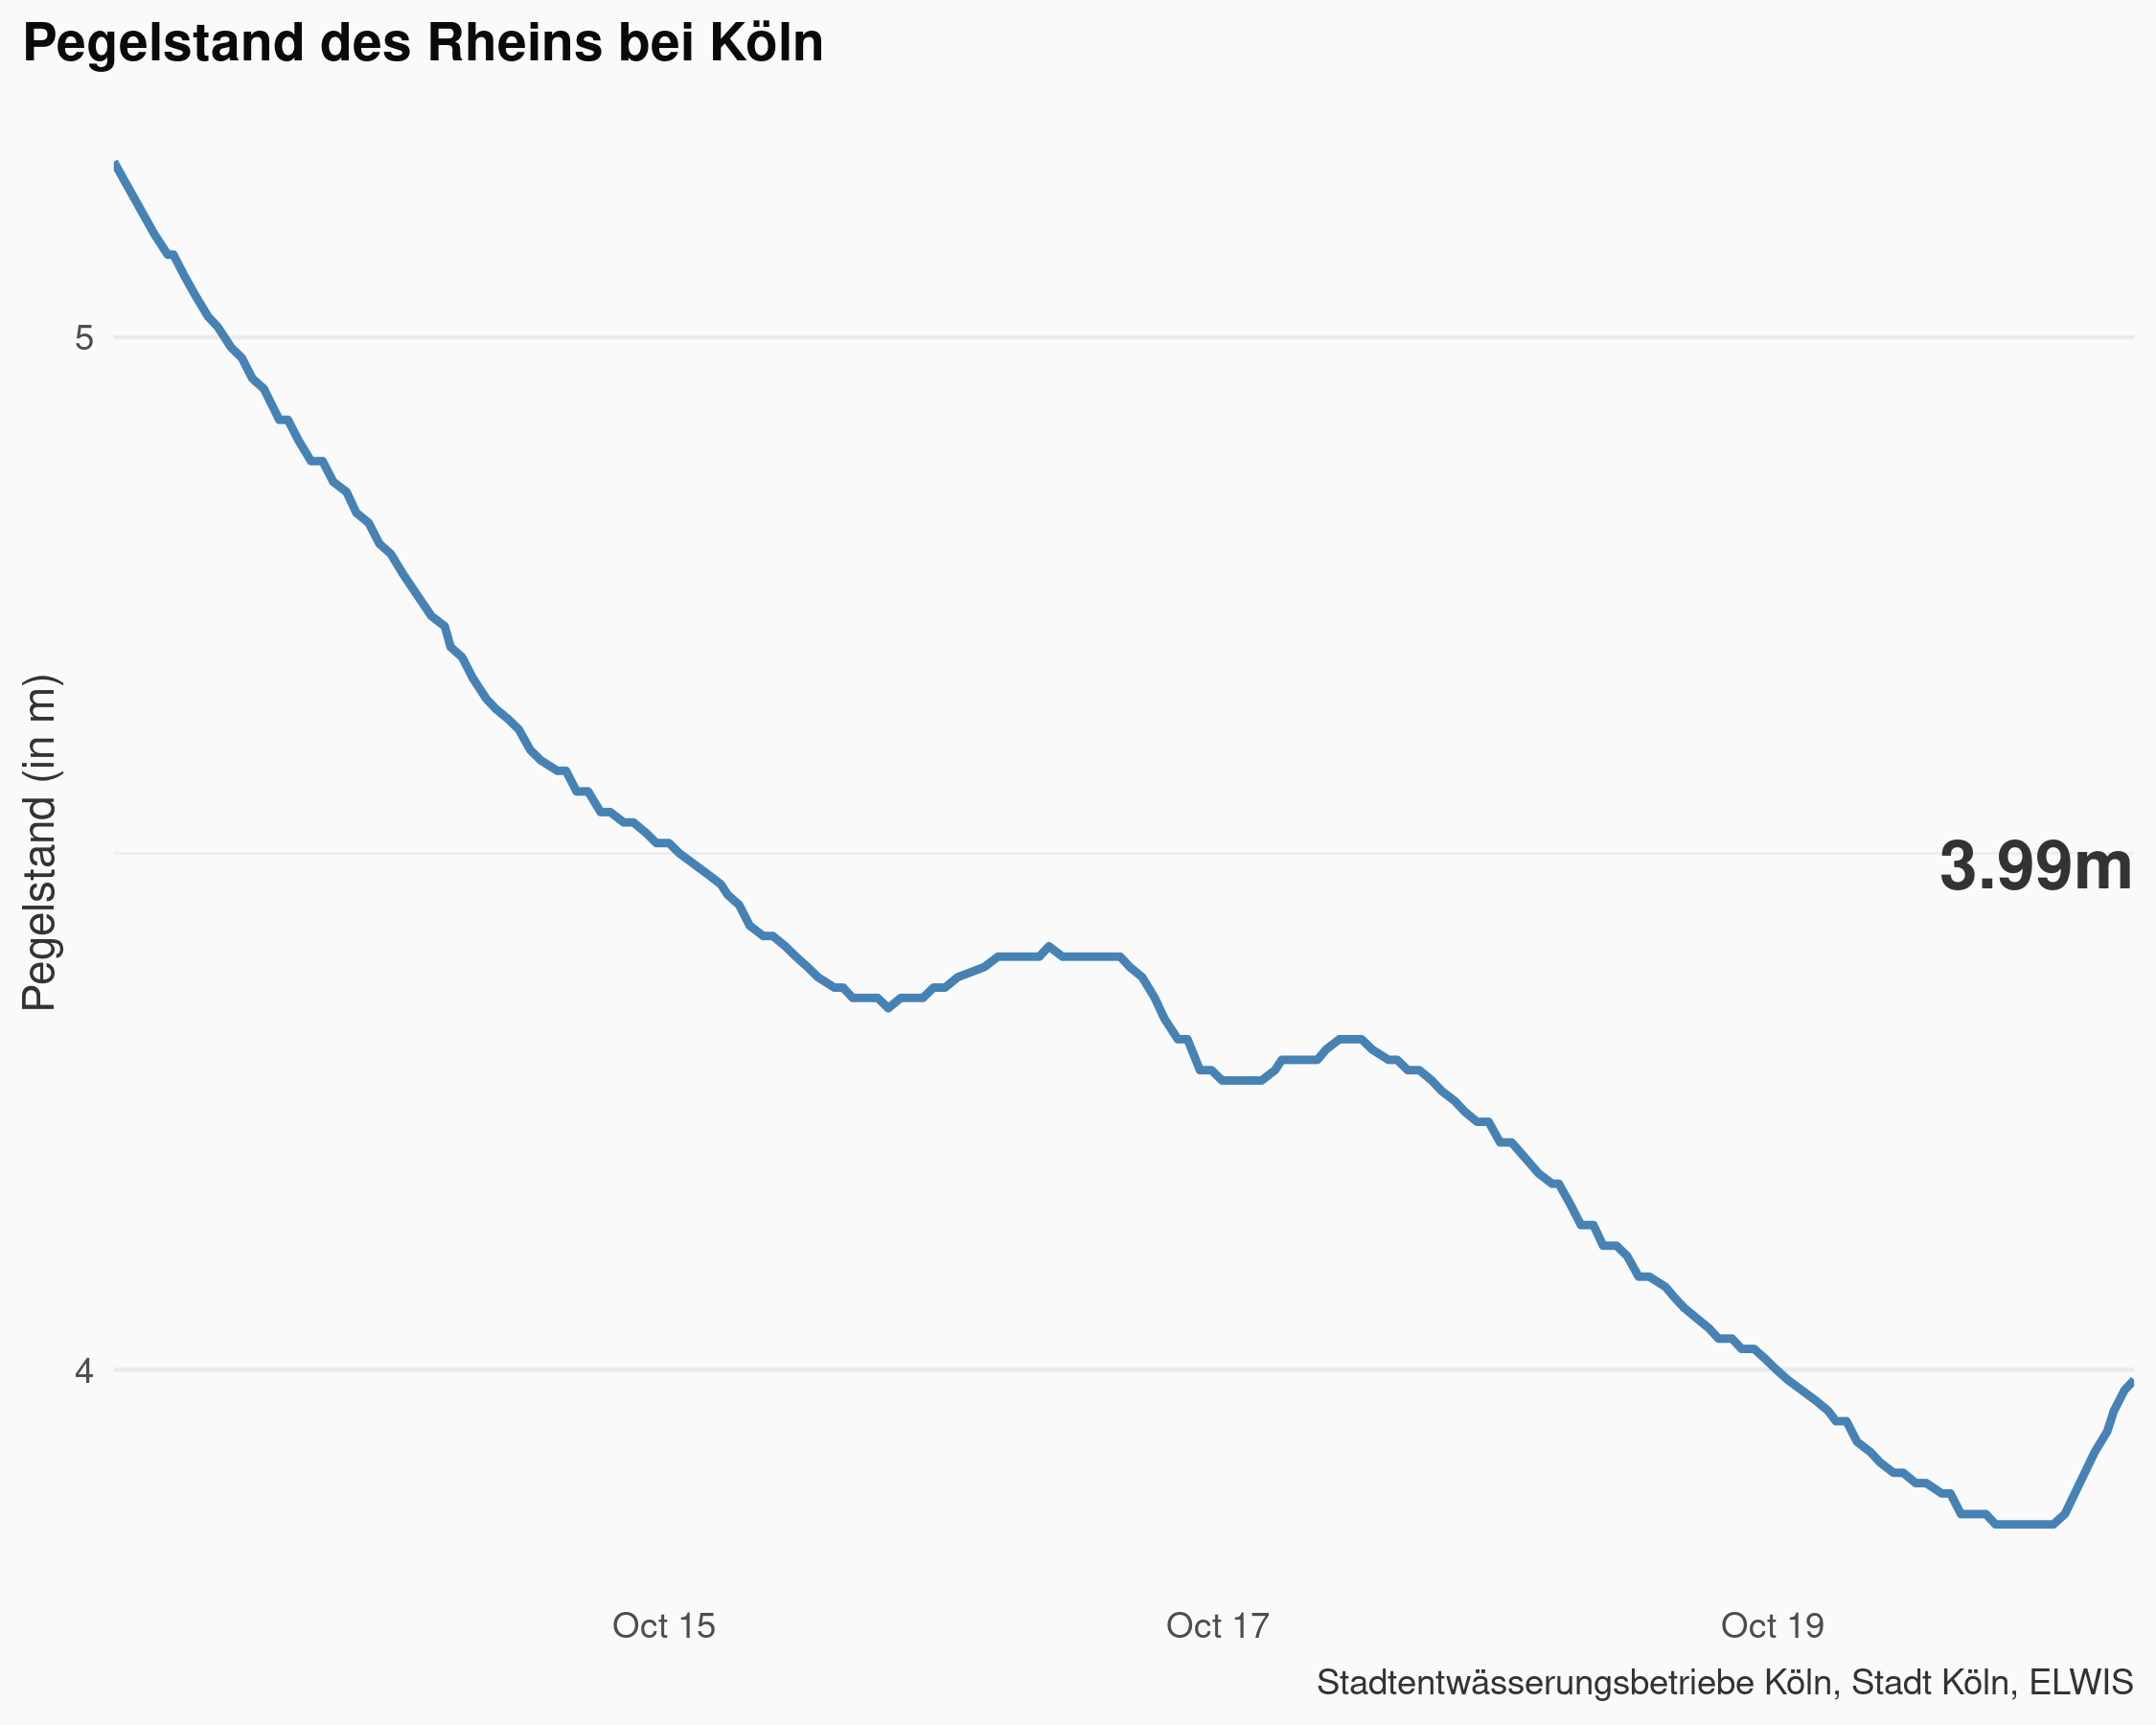 Pegelstand des Rheins bei Köln
Pegelstand (in m)
5
4
3.99m
Oct 15
Oct 17
Oct 19
Stadtentwässerungsbetriebe Köln, Stadt Köln, ELWIS